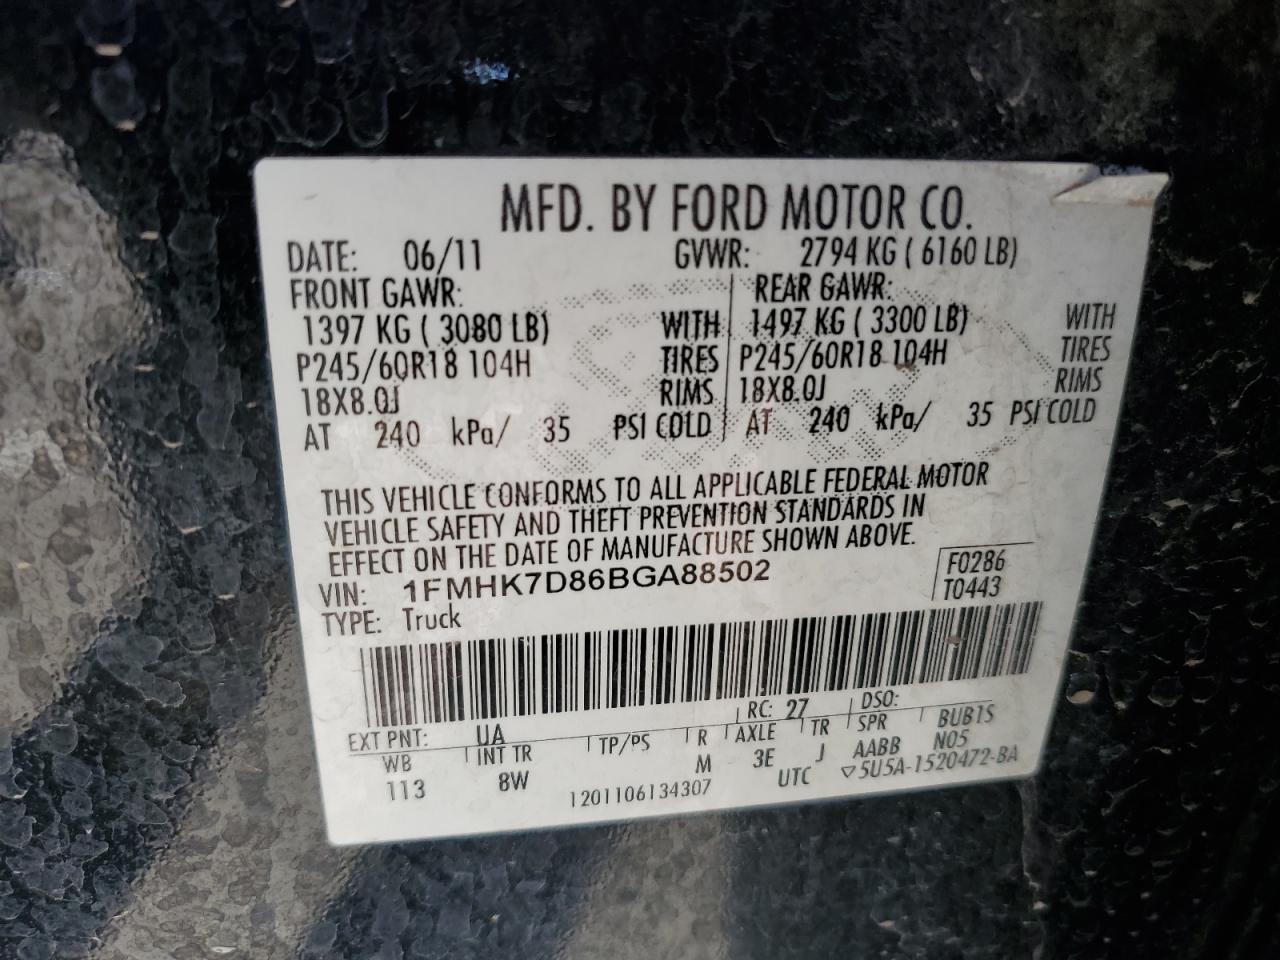 MFD. BY FORD MOTOR CO.
DATE: 06/11 GVWR: 2794 KG ( 6160 LB)
FRONT GAWR: REAR GAWR:
1397 KG ( 3080 LB) WITH 1497 KG ( 3300 LB) WITH
P245/60R18 104H TIRES P245/60R18 104H TIRES
18X8.0J RIMS 18X8.0J RIMS
AT 240 kPa/ 35 PSI COLD AT 240 kPa/ 35 PSI COLD
THIS VEHICLE CONFORMS TO ALL APPLICABLE FEDERAL MOTOR
VEHICLE SAFETY AND THEFT PREVENTION STANDARDS IN
EFFECT ON THE DATE OF MANUFACTURE SHOWN ABOVE.
VIN: 1FMHK7D86BGA88502 F0286
TYPE: Truck T0443
EXT PNT: UA RC: 27 DSO:
WB INT TR TP/PS R AXLE TR SPR BUB1S
113 8W M 3E J AABB N05
1201106134307 UTC ▽5U5A-1520472-BA